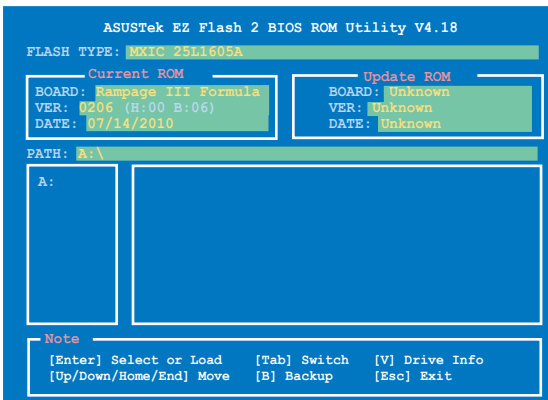 ASUSTek EZ Flash 2 BIOS ROM Utility V4.18
FLASH TYPE: MXIC 25L1605A
Current ROM
BOARD: Rampage III Formula
VER: 0206 (H:00 B:06)
DATE: 07/14/2010
Update ROM
BOARD: Unknown
VER: Unknown
DATE: Unknown
PATH: A:\
A:
Note
[Enter] Select or Load [Tab] Switch [V] Drive Info
[Up/Down/Home/End] Move [B] Backup [Esc] Exit